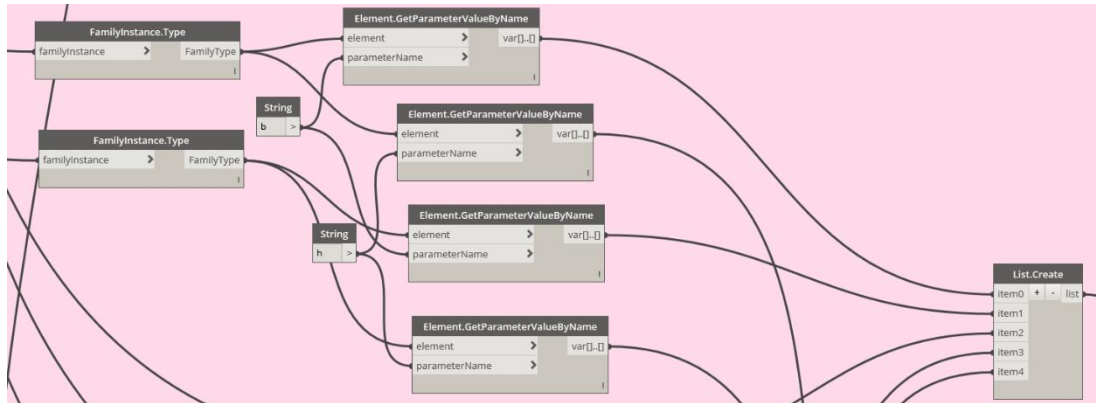 FamilyInstance.Type
familyInstance > FamilyType
l
Element.GetParameterValueByName
element > var[]..[]
parameterName >
l
String
b >
Element.GetParameterValueByName
element > var[]..[]
parameterName >
l
FamilyInstance.Type
familyInstance > FamilyType
l
Element.GetParameterValueByName
element > var[]..[]
parameterName >
l
String
h >
Element.GetParameterValueByName
element > var[]..[]
parameterName >
l
List.Create
item0 + - list
item1
item2
item3
item4
l